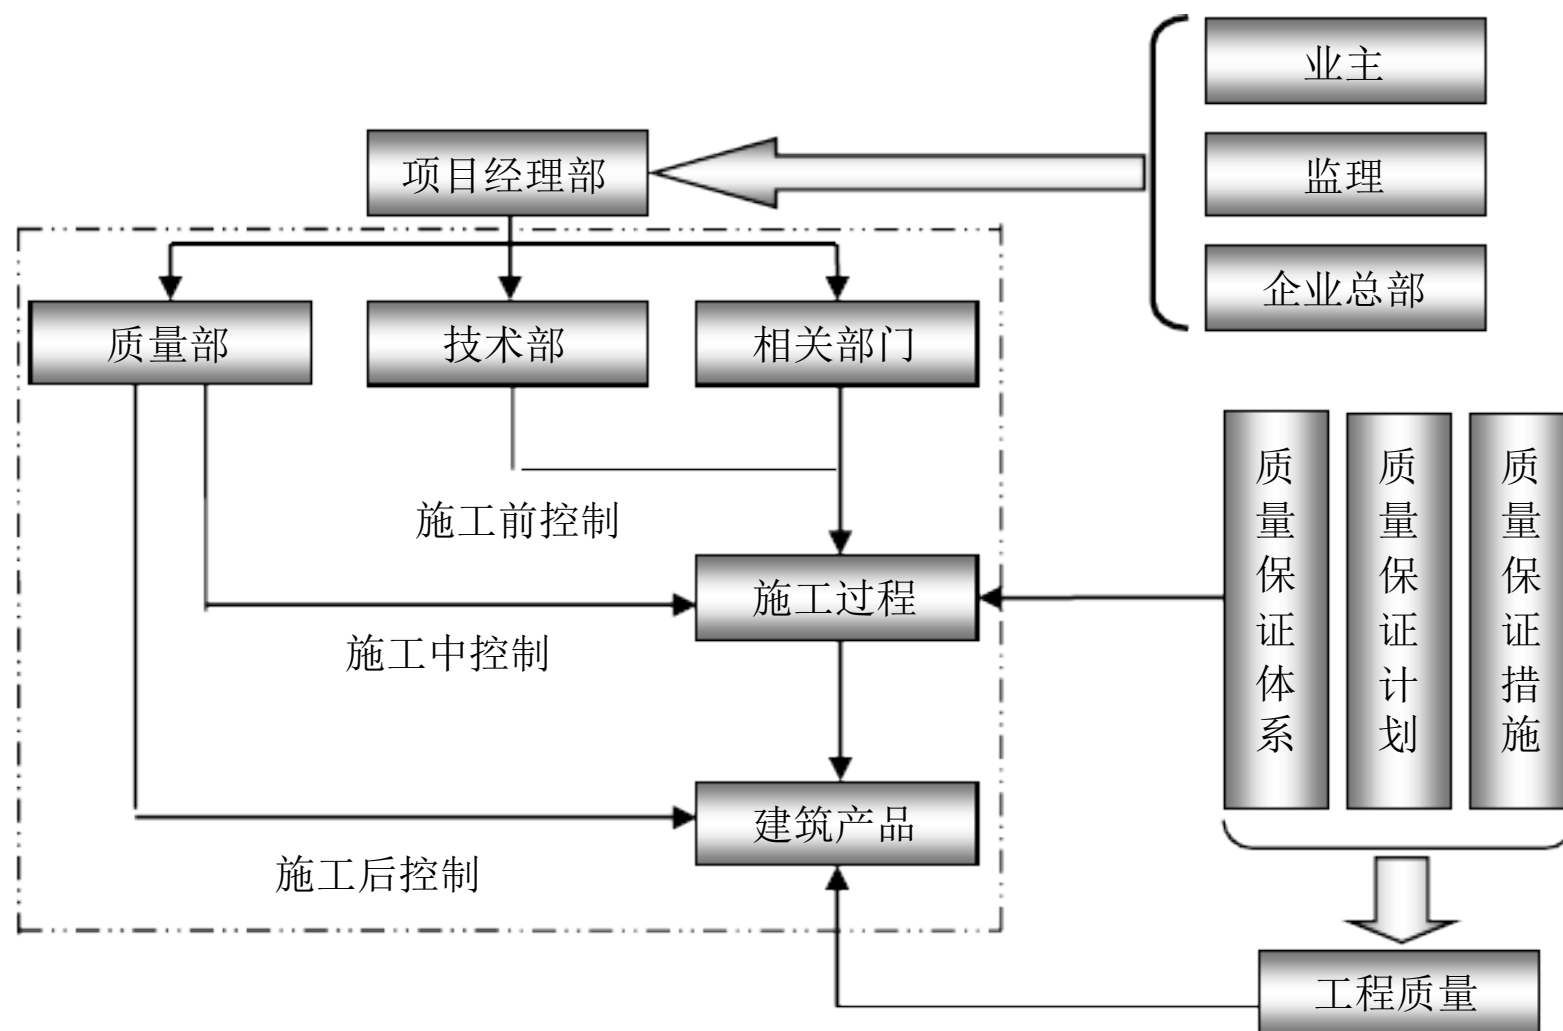 业主
项目经理部
监理
企业总部
质量部
技术部
相关部门
施工前控制
施工过程
施工中控制
建筑产品
施工后控制
质量保证体系
质量保证计划
质量保证措施
工程质量